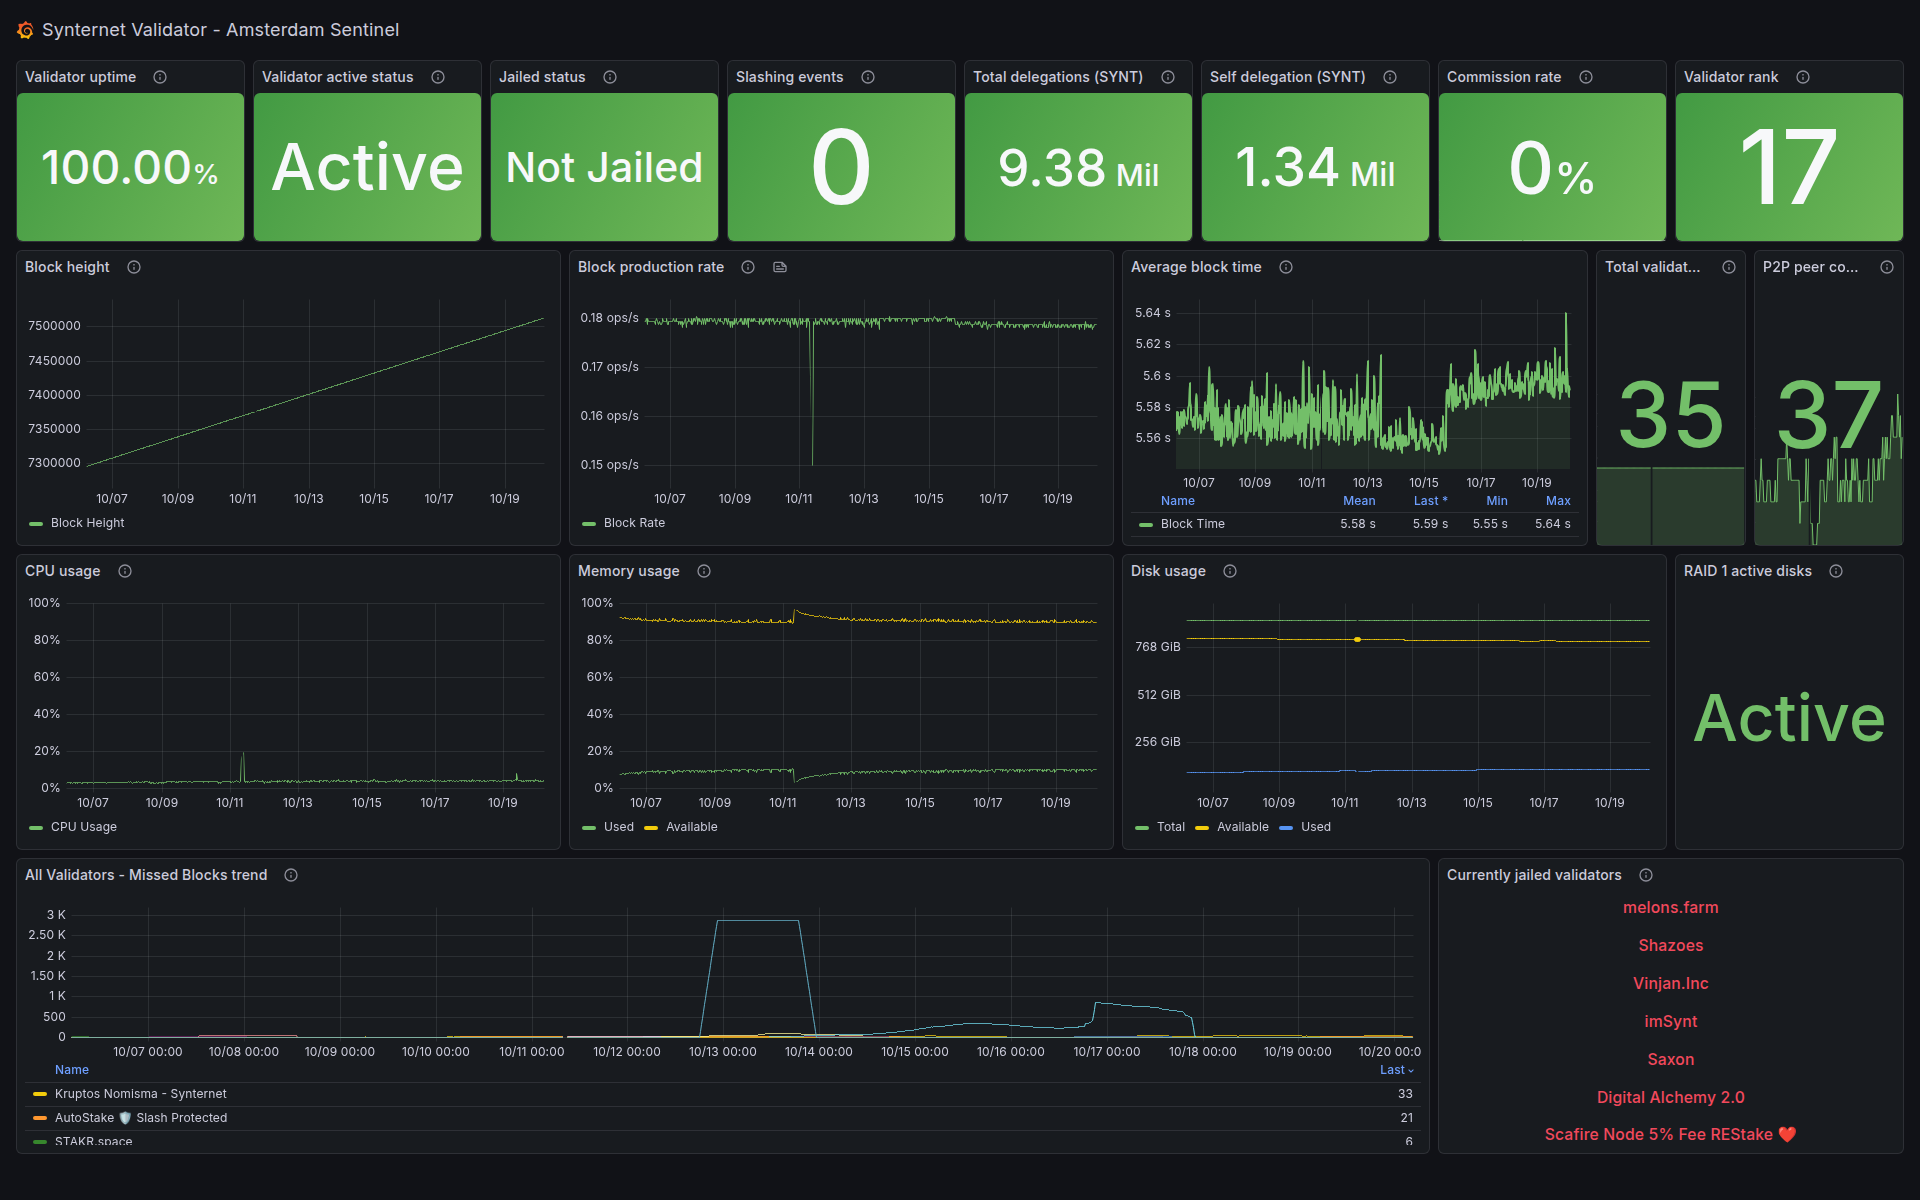 Synternet Validator - Amsterdam Sentinel
Validator uptime
100.00%
Validator active status
Active
Jailed status
Not Jailed
Slashing events
0
Total delegations (SYNT)
9.38 Mil
Self delegation (SYNT)
1.34 Mil
Commission rate
0%
Validator rank
17
Block height
7500000
7450000
7400000
7350000
7300000
10/07 10/09 10/11 10/13 10/15 10/17 10/19
Block Height
Block production rate
0.18 ops/s
0.17 ops/s
0.16 ops/s
0.15 ops/s
10/07 10/09 10/11 10/13 10/15 10/17 10/19
Block Rate
Average block time
5.64 s
5.62 s
5.6 s
5.58 s
5.56 s
10/07 10/09 10/11 10/13 10/15 10/17 10/19
Name Mean Last * Min Max
Block Time 5.58 s 5.59 s 5.55 s 5.64 s
Total validat...
35
P2P peer co...
37
CPU usage
100%
80%
60%
40%
20%
0%
10/07 10/09 10/11 10/13 10/15 10/17 10/19
CPU Usage
Memory usage
100%
80%
60%
40%
20%
0%
10/07 10/09 10/11 10/13 10/15 10/17 10/19
Used Available
Disk usage
768 GiB
512 GiB
256 GiB
10/07 10/09 10/11 10/13 10/15 10/17 10/19
Total Available Used
RAID 1 active disks
Active
All Validators - Missed Blocks trend
3 K
2.50 K
2 K
1.50 K
1 K
500
0
10/07 00:00 10/08 00:00 10/09 00:00 10/10 00:00 10/11 00:00 10/12 00:00 10/13 00:00 10/14 00:00 10/15 00:00 10/16 00:00 10/17 00:00 10/18 00:00 10/19 00:00 10/20 00:0
Name Last
Kruptos Nomisma - Synternet 33
AutoStake 🛡️ Slash Protected 21
STAKR.space 6
Currently jailed validators
melons.farm
Shazoes
Vinjan.Inc
imSynt
Saxon
Digital Alchemy 2.0
Scafire Node 5% Fee REStake ❤️